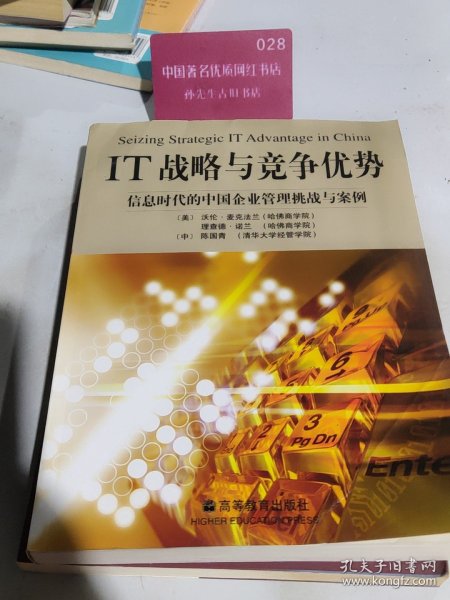 028
中国著名优质网红书店
孙先生古旧书店
Seizing Strategic IT Advantage in China
IT 战略与竞争优势
信息时代的中国企业管理挑战与案例
〔美〕 沃伦·麦克法兰（哈佛商学院）
理查德·诺兰 （哈佛商学院）
〔中〕 陈国青 （清华大学经管学院）
6
3
Pg Dn
2
Ente
高等教育出版社
HIGHER EDUCATION PRESS
孔夫子旧书网
www.kongfz.com